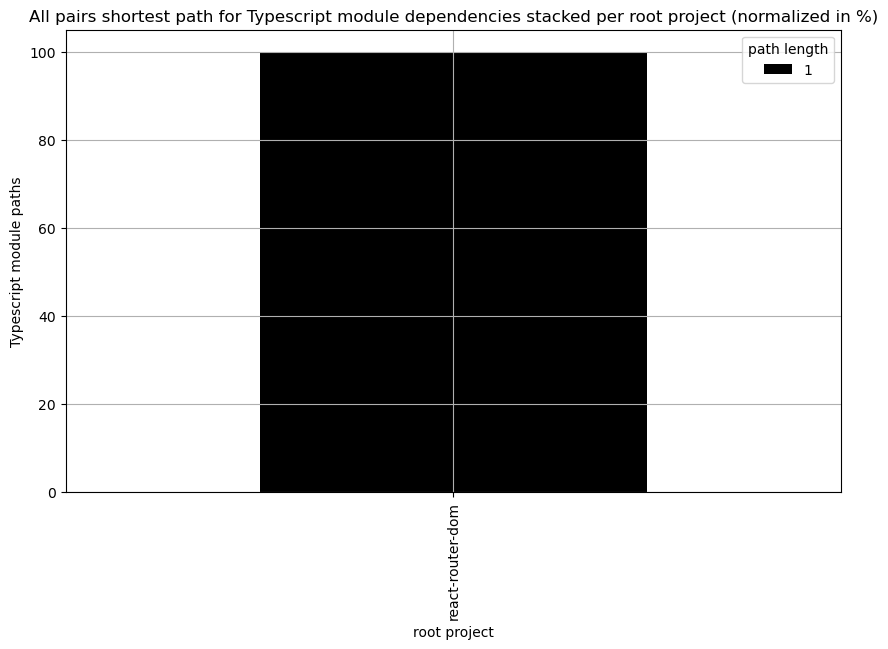 All pairs shortest path for Typescript module dependencies stacked per root project (normalized in %)
path length
1
100
80
60
40
20
0
Typescript module paths
react-router-dom
root project